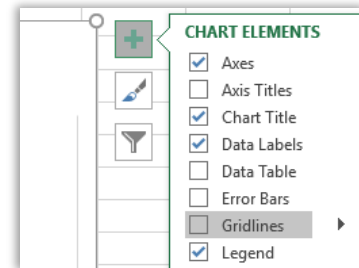 CHART ELEMENTS
Axes
Axis Titles
Chart Title
Data Labels
Data Table
Error Bars
Gridlines
Legend